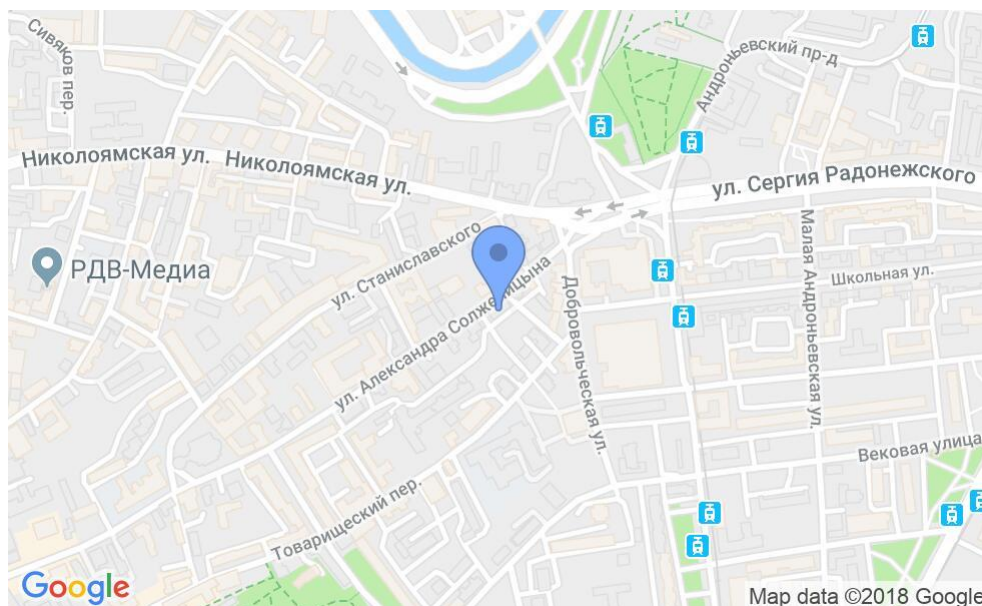 Сивяков пер.
Андроньевский пр-д
Николоямская ул. Николоямская ул.
ул. Сергия Радонежского
РДВ-Медиа
ул. Станиславского
ул. Александра Солженицына
Добровольческая ул.
Школьная ул.
Малая Андроньевская ул.
Вековая улица
Товарищеский пер.
Google
Map data ©2018 Google